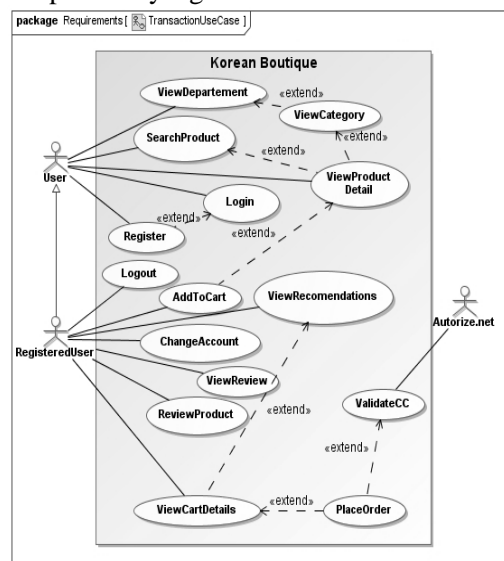 package Requirements [ TransactionUseCase ]
Korean Boutique
ViewDepartement
«extend»
ViewCategory
SearchProduct
«extend»
«extend»
User
ViewProduct
Detail
Login
«extend»
Register
«extend»
Logout
AddToCart
ViewRecomendations
RegisteredUser
Autorize.net
ChangeAccount
ViewReview
ValidateCC
ReviewProduct
«extend»
«extend»
«extend»
ViewCartDetails
PlaceOrder